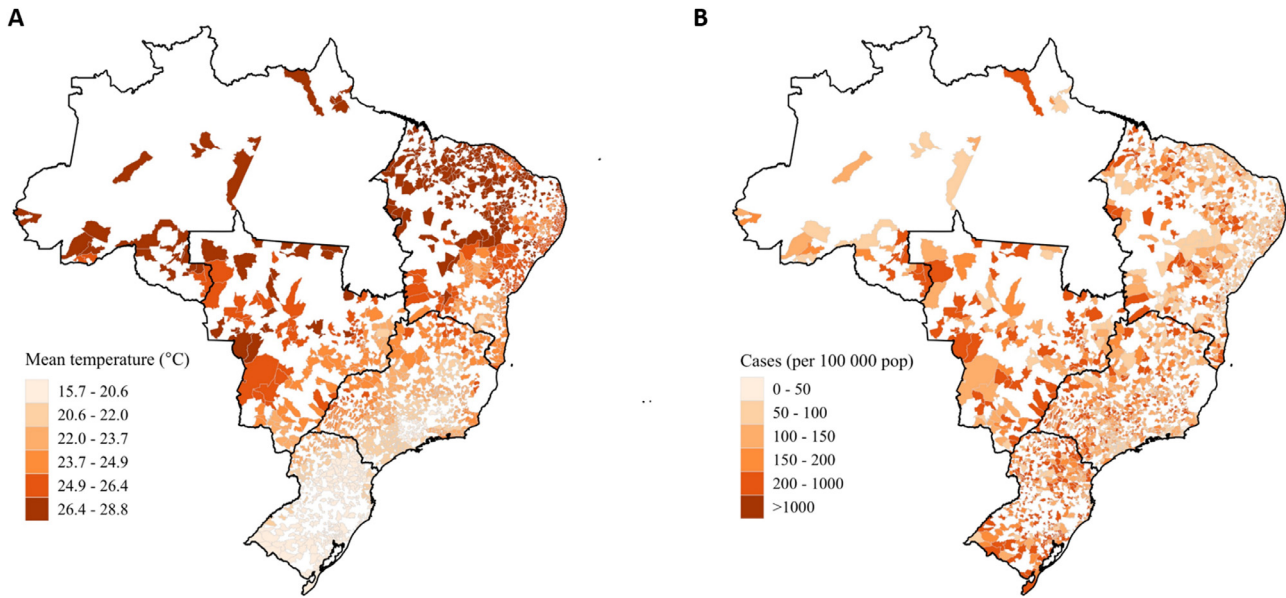 A
B
Mean temperature (°C)
15.7 - 20.6
20.6 - 22.0
22.0 - 23.7
23.7 - 24.9
24.9 - 26.4
26.4 - 28.8
Cases (per 100 000 pop)
0 - 50
50 - 100
100 - 150
150 - 200
200 - 1000
>1000